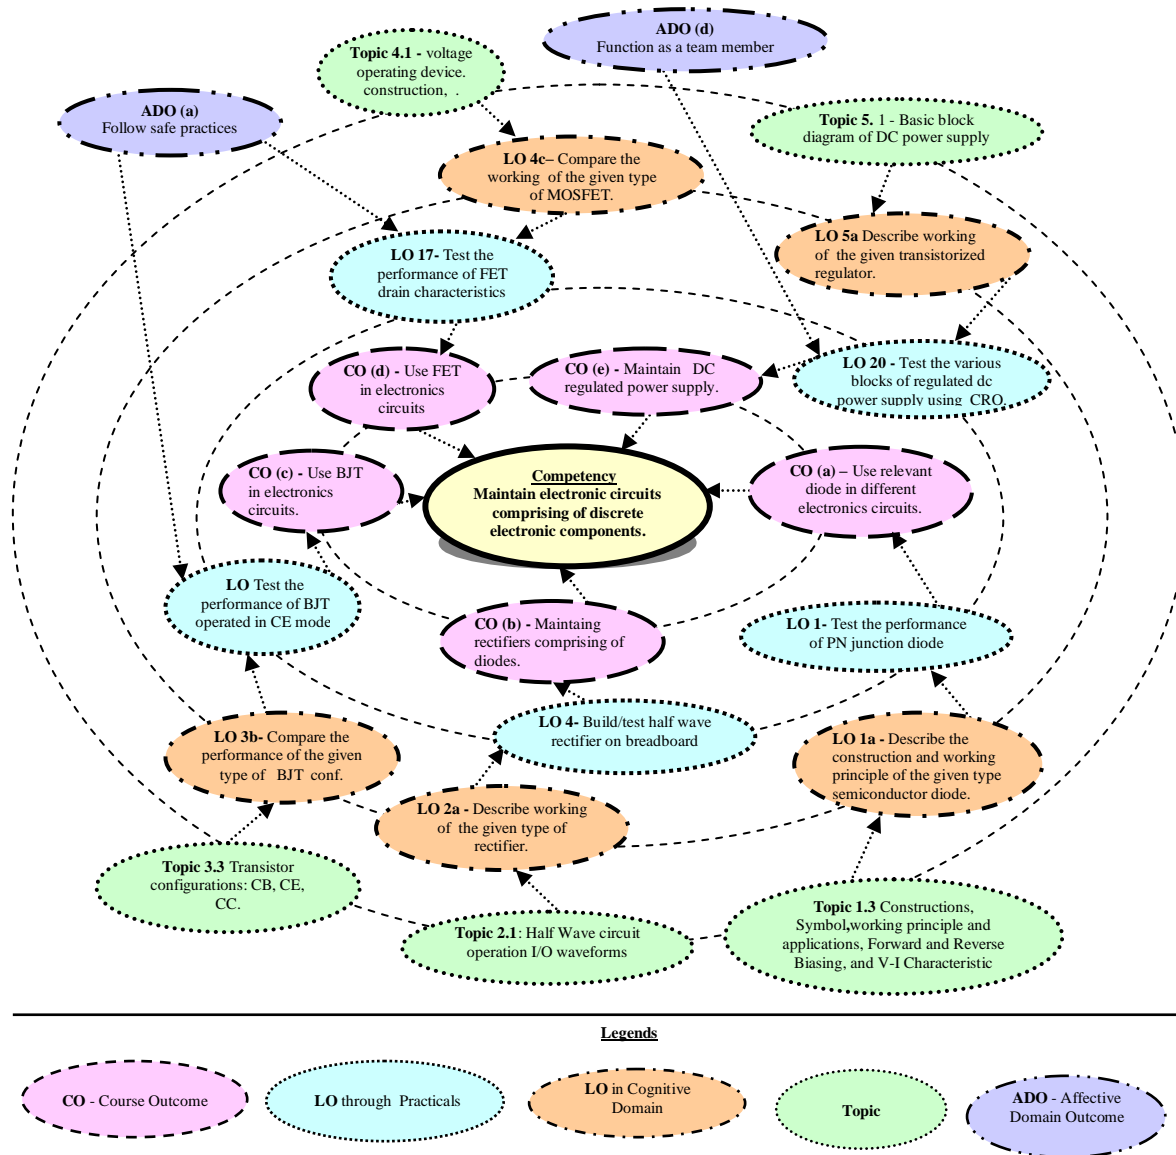 ADO (d)
Function as a team member
Topic 4.1 - voltage
operating device.
construction, .
ADO (a)
Follow safe practices
Topic 5. 1 - Basic block
diagram of DC power supply
LO 4c– Compare the
working of the given type
of MOSFET.
LO 5a Describe working
of the given transistorized
regulator.
LO 17- Test the
performance of FET
drain characteristics
CO (d) - Use FET
in electronics
circuits
CO (e) - Maintain DC
regulated power supply.
LO 20 - Test the various
blocks of regulated dc
power supply using CRO.
CO (c) - Use BJT
in electronics
circuits.
Competency
Maintain electronic circuits
comprising of discrete
electronic components.
CO (a) – Use relevant
diode in different
electronics circuits.
LO Test the
performance of BJT
operated in CE mode
CO (b) - Maintaing
rectifiers comprising of
diodes.
LO 1- Test the performance
of PN junction diode
LO 3b- Compare the
performance of the given
type of BJT conf.
LO 4- Build/test half wave
rectifier on breadboard
LO 1a - Describe the
construction and working
principle of the given type
semiconductor diode.
LO 2a - Describe working
of the given type of
rectifier.
Topic 3.3 Transistor
configurations: CB, CE,
CC.
Topic 2.1: Half Wave circuit
operation I/O waveforms
Topic 1.3 Constructions,
Symbol,working principle and
applications, Forward and Reverse
Biasing, and V-I Characteristic
Legends
CO - Course Outcome
LO through Practicals
LO in Cognitive
Domain
Topic
ADO - Affective
Domain Outcome